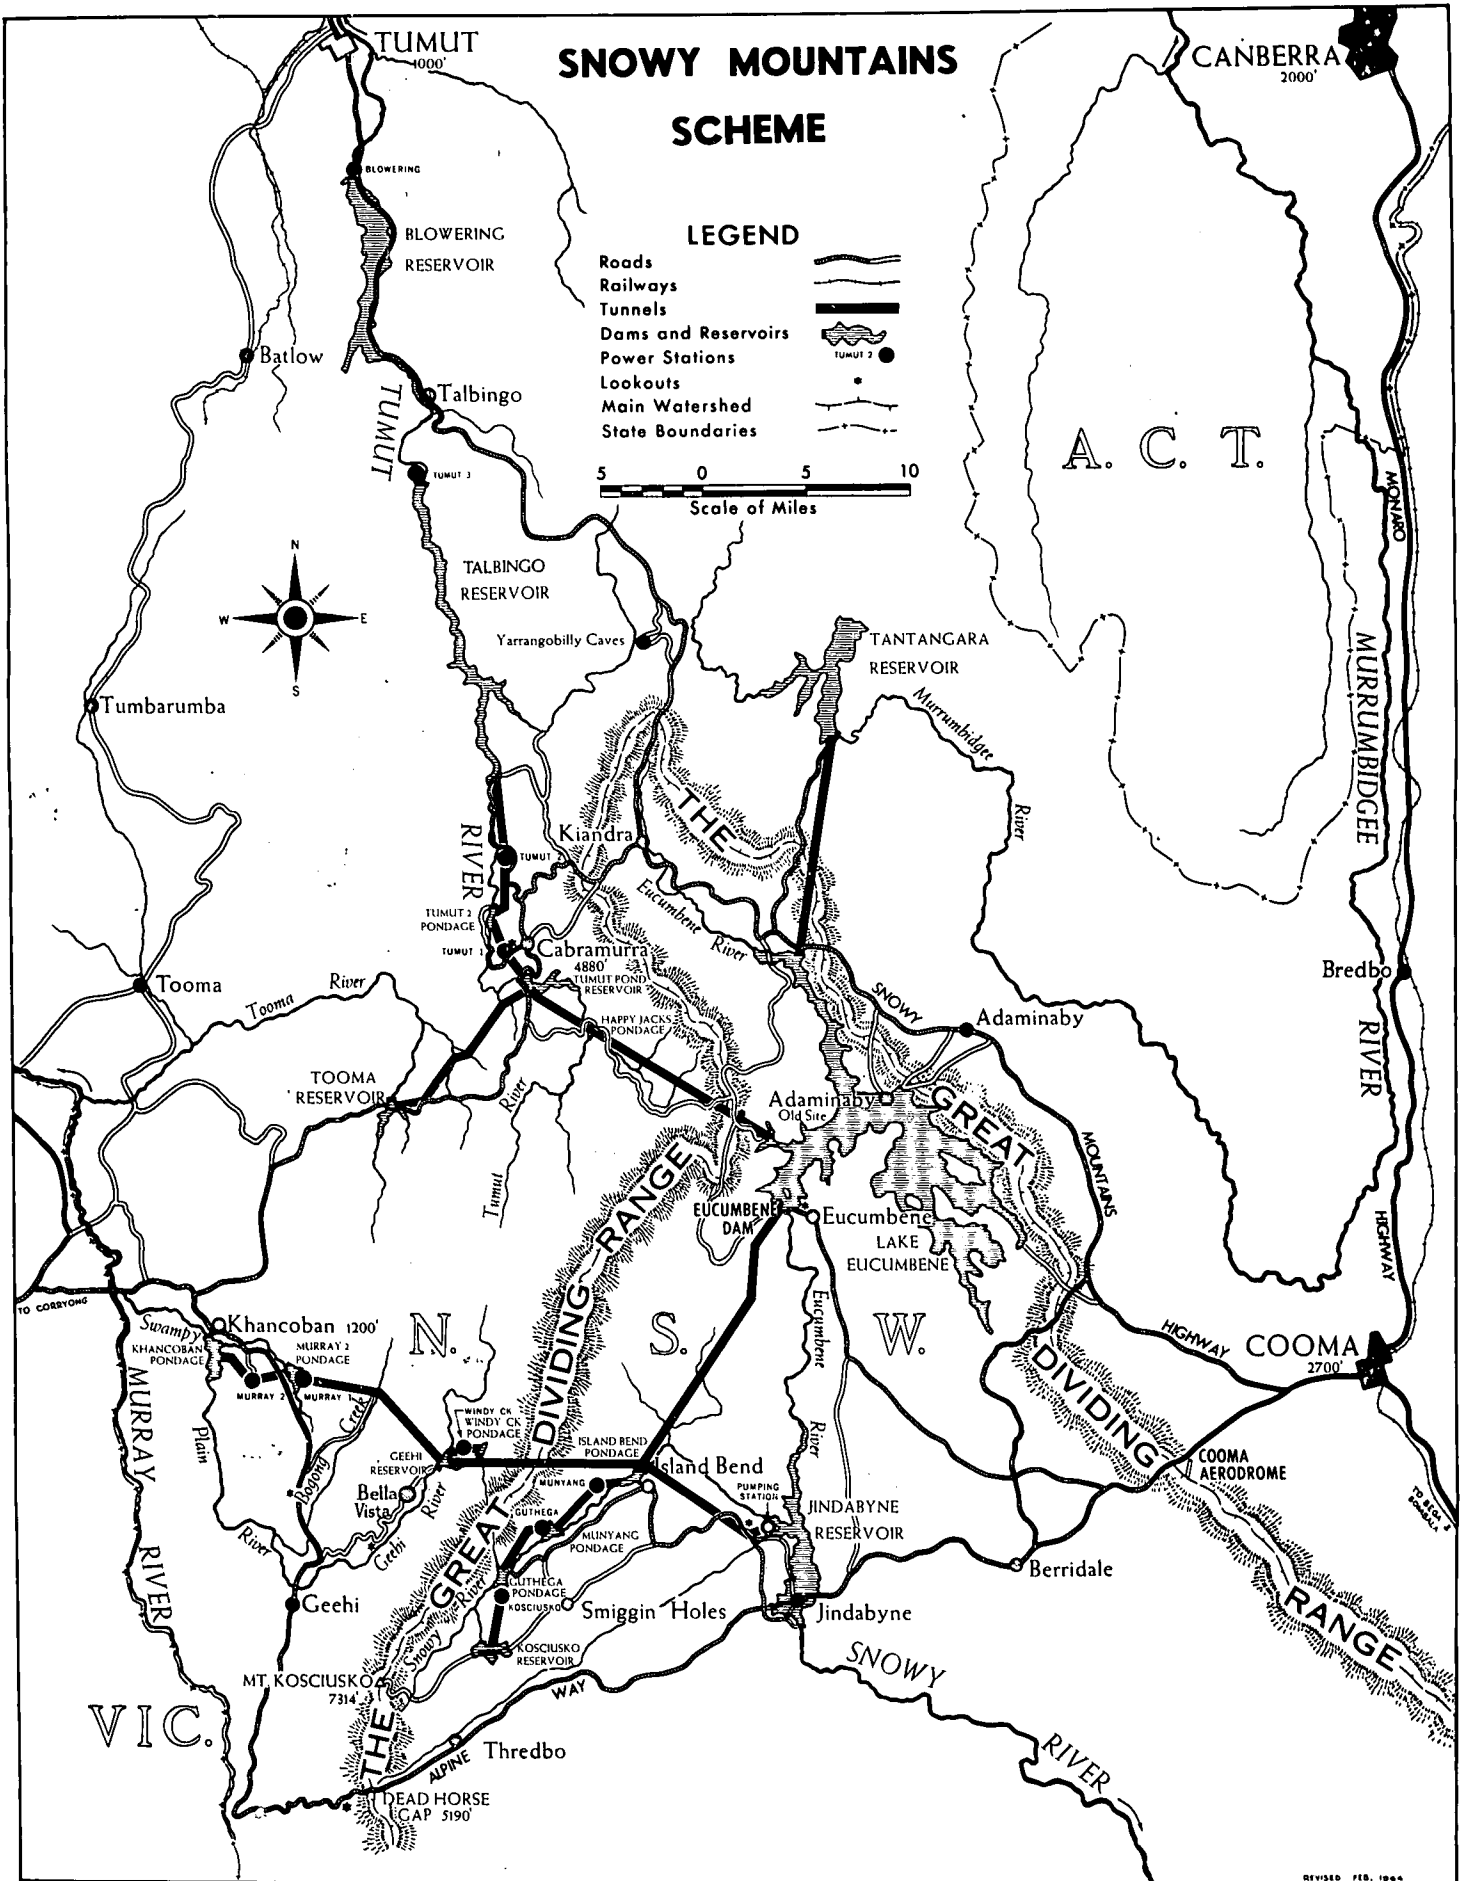 SNOWY MOUNTAINS
SCHEME
TUMUT
1000'
CANBERRA
2000'
BLOWERING
BLOWERING
RESERVOIR
LEGEND
Roads
Railways
Tunnels
Dams and Reservoirs
Power Stations
TUMUT 2
Lookouts
Main Watershed
State Boundaries
5 0 5 10
Scale of Miles
Batlow
Talbingo
TUMUT
TUMUT 3
A. C. T.
MONARO
N
W
E
S
TALBINGO
RESERVOIR
Yarrangobilly Caves
TANTANGARA
RESERVOIR
Murrumbidgee
River
MURRUMBIDGEE
Tumbarumba
THE
Kiandra
RIVER
TUMUT 2
Eucumbene
River
TUMUT 2
PONDAGE
TUMUT 1
Cabramurra
4880'
TUMUT POND
RESERVOIR
Tooma
Tooma
River
HAPPY JACKS
PONDAGE
SNOWY
Adaminaby
Bredbo
RIVER
TOOMA
RESERVOIR
River
Tumut
Adaminaby
Old Site
GREAT
MOUNTAINS
RANGE
EUCUMBENE
DAM
Eucumbene
LAKE
EUCUMBENE
HIGHWAY
TO CORRYONG
Swampy
Khancoban 1200'
KHANCOBAN
PONDAGE
MURRAY 2
PONDAGE
MURRAY 2
MURRAY 1
N.
S.
W.
Eucumbene
River
DIVIDING
HIGHWAY
COOMA
2700'
DIVIDING
MURRAY
Plain
Creek
Bogong
WINDY CK
WINDY CK
PONDAGE
GEEHI
RESERVOIR
ISLAND BEND
PONDAGE
Island Bend
MUNYANG
Bella
Vista
River
Geehi
PUMPING
STATION
JINDABYNE
RESERVOIR
COOMA
AERODROME
TO BEGA &
BOMBALA
GUTHEGA
MUNYANG
PONDAGE
GREAT
River
RIVER
Geehi
River
Snowy
GUTHEGA
PONDAGE
KOSCIUSKO
Smiggin Holes
Jindabyne
Berridale
RANGE
KOSCIUSKO
RESERVOIR
MT. KOSCIUSKO
7314'
WAY
SNOWY
RIVER
VIC.
THE
ALPINE
Thredbo
DEAD HORSE
GAP 5190'
REVISED FEB. 1964